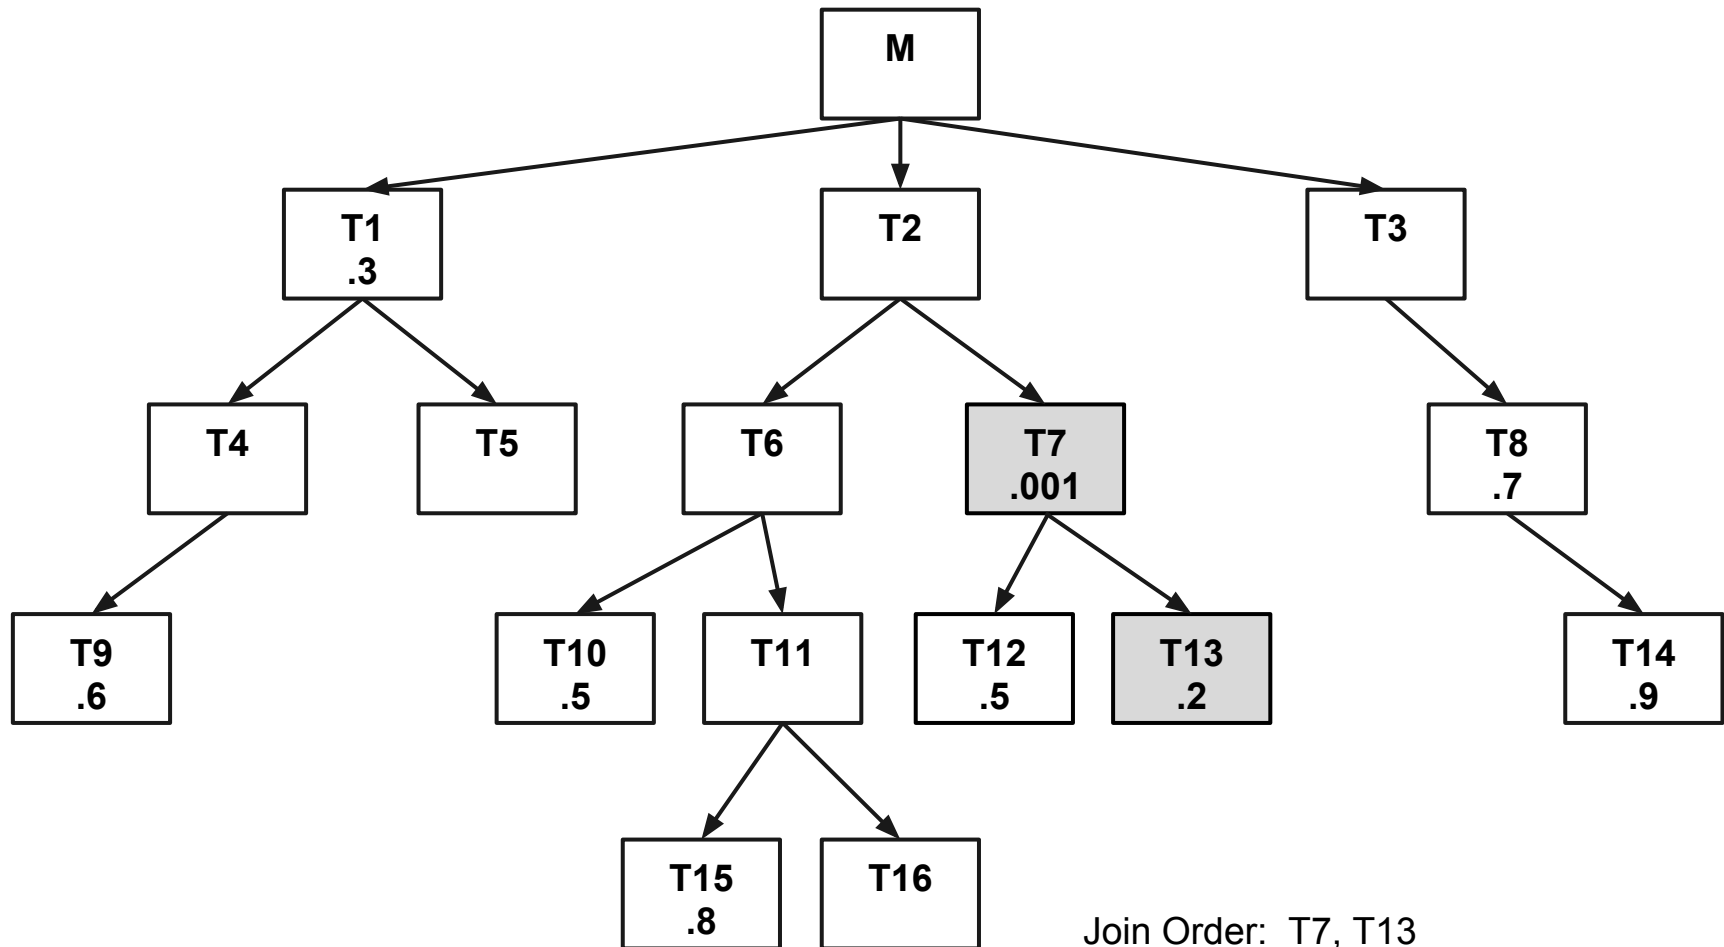 M
T1
.3
T2
T3
T4
T5
T6
T7
.001
T8
.7
T9
.6
T10
.5
T11
T12
.5
T13
.2
T14
.9
T15
.8
T16
Join Order: T7, T13